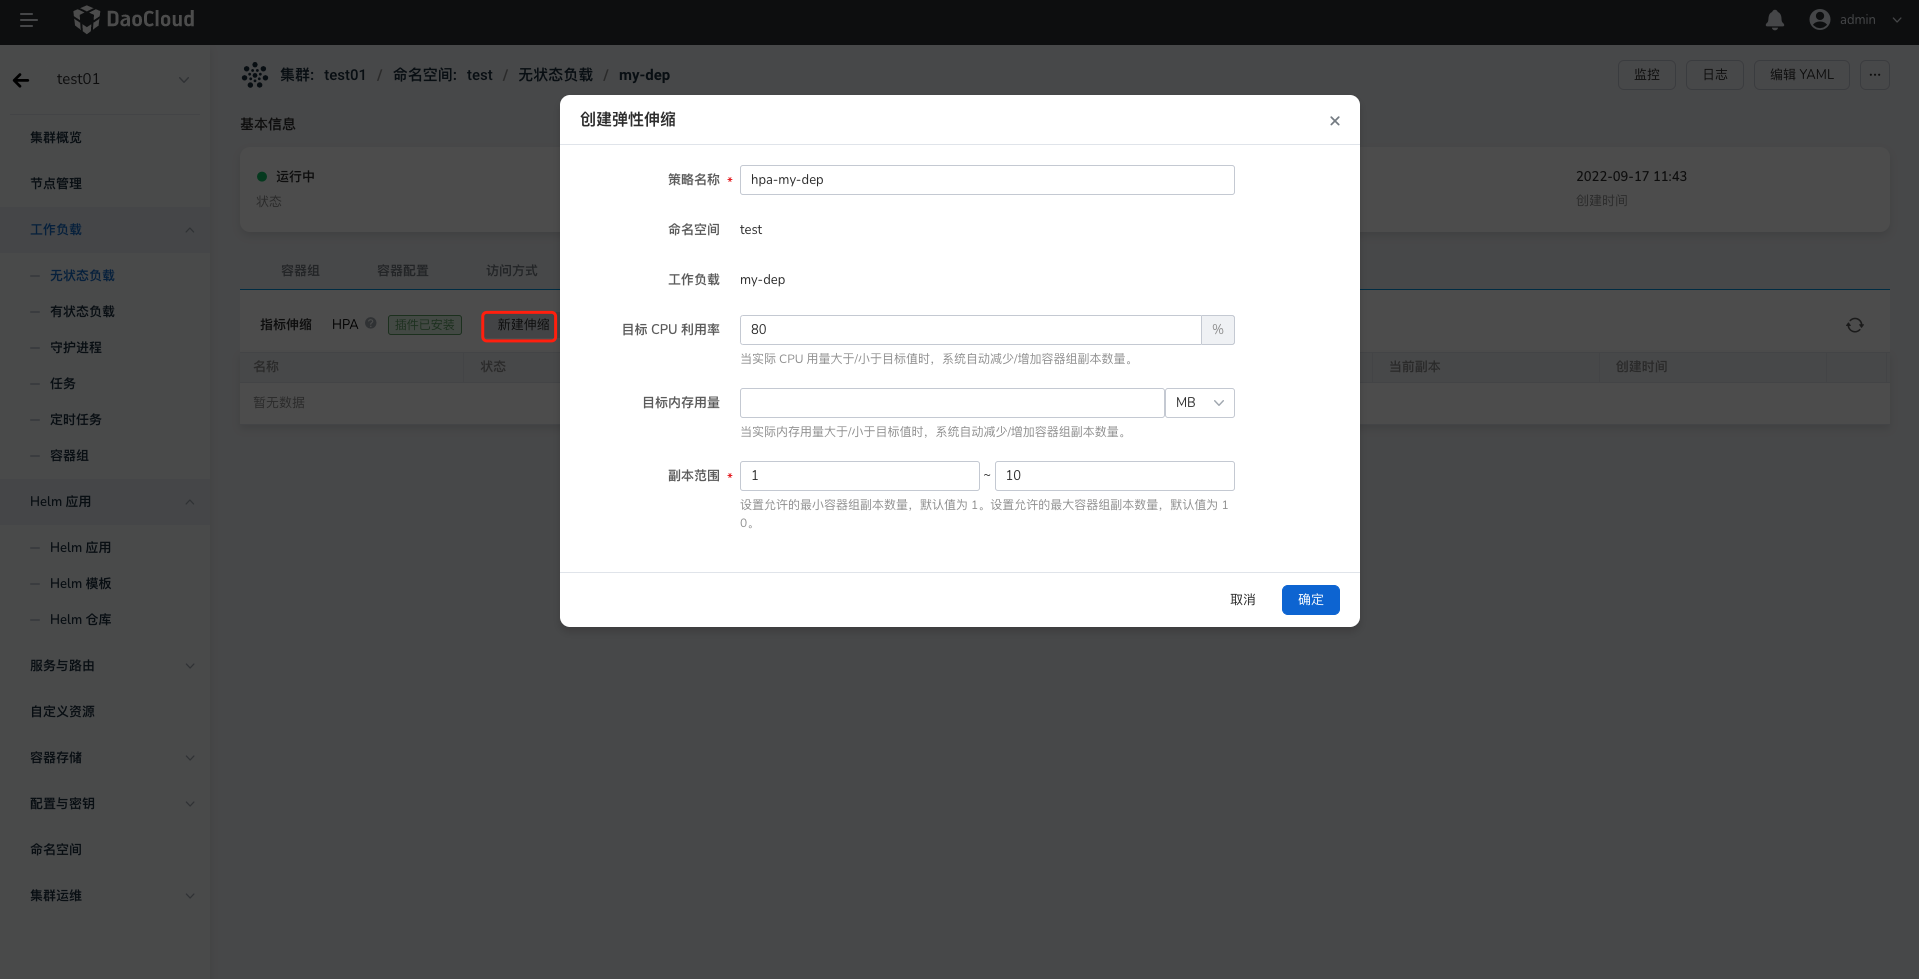 DaoCloud
admin
test01
集群: test01 / 命名空间: test / 无状态负载 / my-dep
监控
日志
编辑 YAML
集群概览
节点管理
工作负载
无状态负载
有状态负载
守护进程
任务
定时任务
容器组
Helm 应用
Helm 应用
Helm 模板
Helm 仓库
服务与路由
自定义资源
容器存储
配置与密钥
命名空间
集群运维
基本信息
运行中
状态
2022-09-17 11:43
创建时间
容器组
容器配置
访问方式
指标伸缩
HPA
插件已安装
新建伸缩
名称
状态
当前副本
创建时间
暂无数据
创建弹性伸缩
策略名称 *
hpa-my-dep
命名空间
test
工作负载
my-dep
目标 CPU 利用率
80
%
当实际 CPU 用量大于/小于目标值时，系统自动减少/增加容器组副本数量。
目标内存用量
MB
当实际内存用量大于/小于目标值时，系统自动减少/增加容器组副本数量。
副本范围 *
1 ~ 10
设置允许的最小容器组副本数量，默认值为 1。设置允许的最大容器组副本数量，默认值为 1
0。
取消
确定